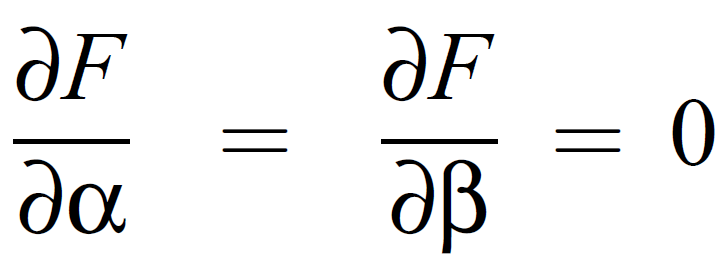 ∂F/∂α = ∂F/∂β = 0